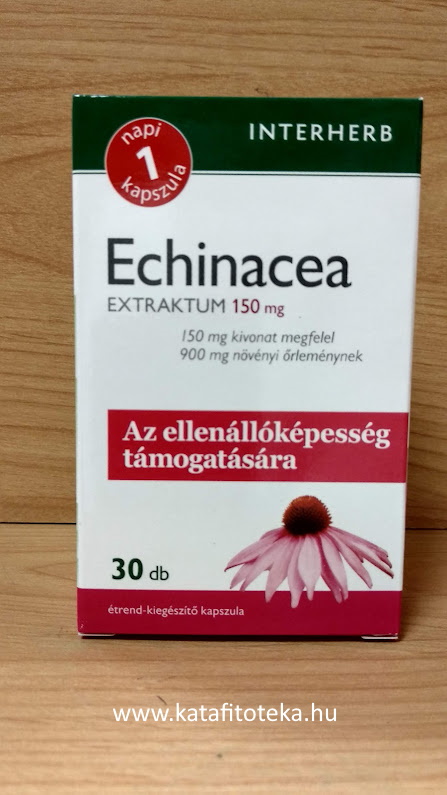 napi
1
kapszula
INTERHERB
Echinacea
EXTRAKTUM 150 mg
150 mg kivonat megfelel
900 mg növényi őrleménynek
Az ellenállóképesség
támogatására
30 db
étrend-kiegészítő kapszula
www.katafitoteka.hu